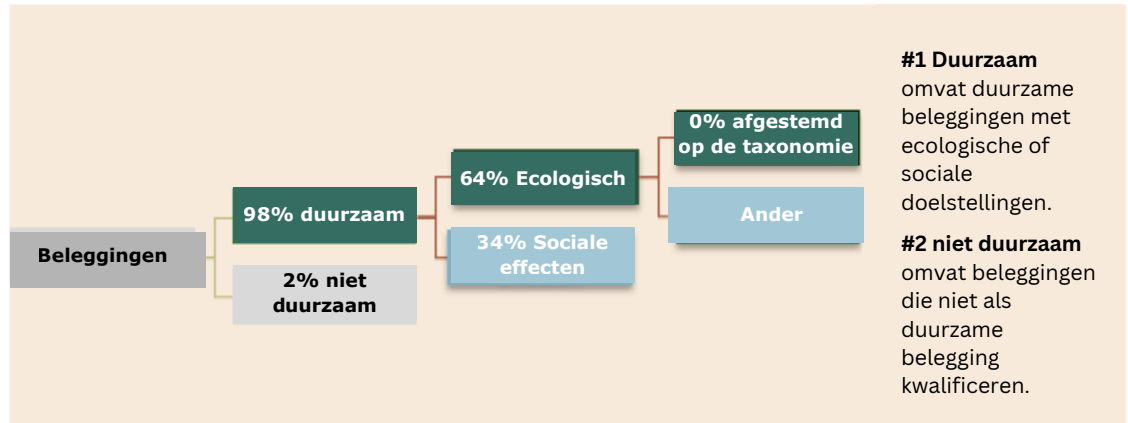 Beleggingen
98% duurzaam
2% niet
duurzaam
64% Ecologisch
34% Sociale
effecten
0% afgestemd
op de taxonomie
Ander
#1 Duurzaam
omvat duurzame
beleggingen met
ecologische of
sociale
doelstellingen.
#2 niet duurzaam
omvat beleggingen
die niet als
duurzame
belegging
kwalificeren.